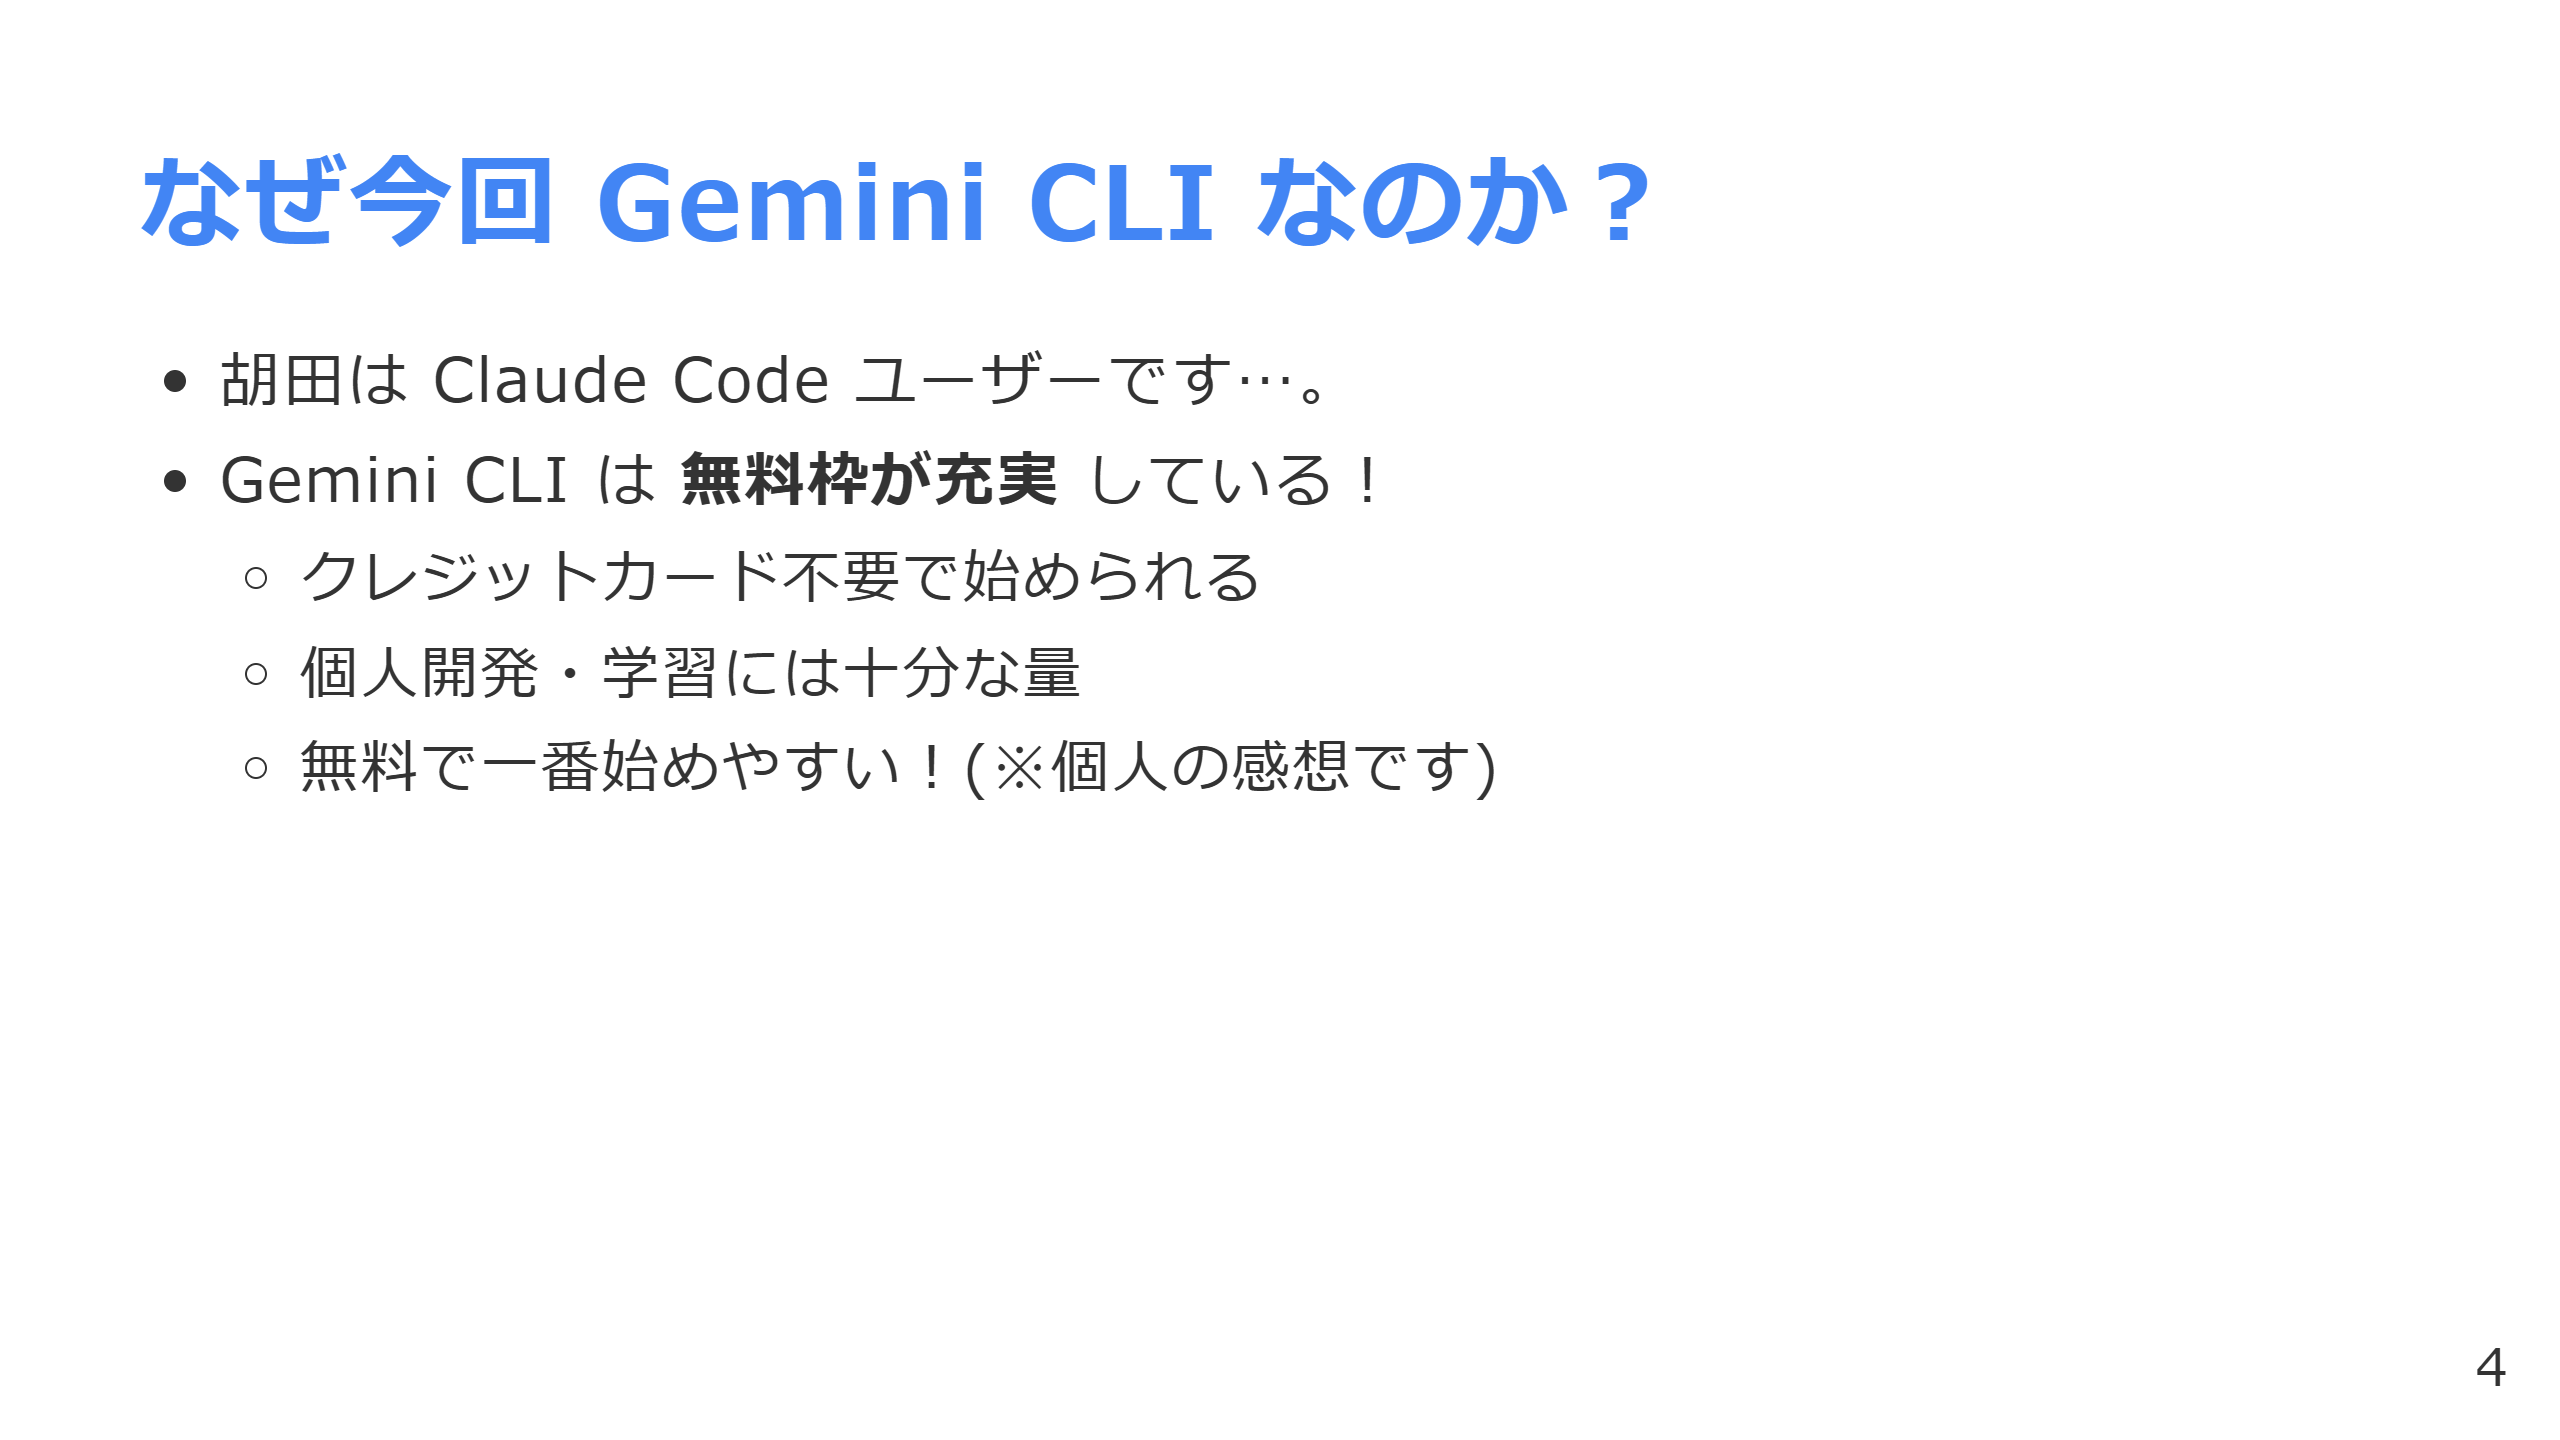 なぜ今回 Gemini CLI なのか？
• 胡田は Claude Code ユーザーです…。
• Gemini CLI は 無料枠が充実 している！
◦ クレジットカード不要で始められる
◦ 個人開発・学習には十分な量
◦ 無料で一番始めやすい！(※個人の感想です)
4